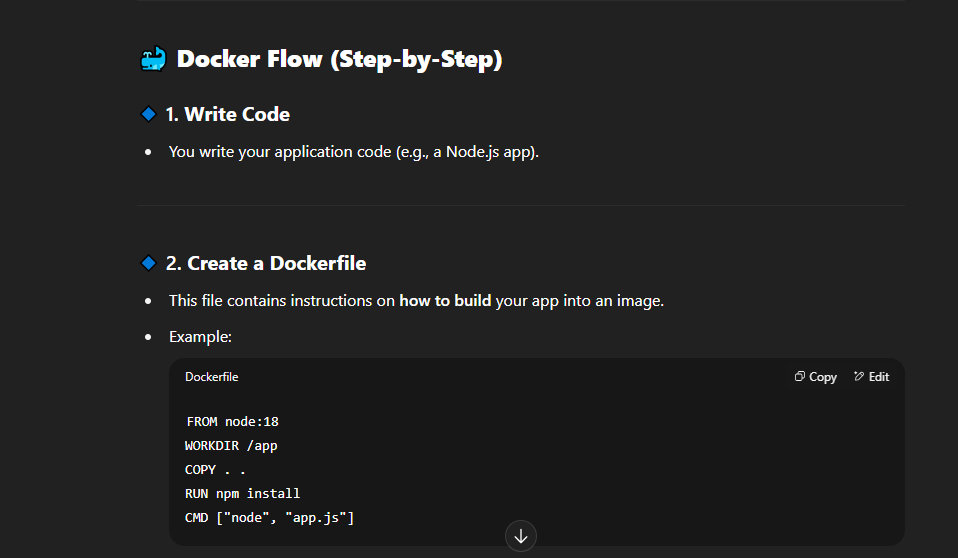 🐳 Docker Flow (Step-by-Step)
🔷 1. Write Code
• You write your application code (e.g., a Node.js app).
🔷 2. Create a Dockerfile
• This file contains instructions on how to build your app into an image.
• Example:
Dockerfile Copy Edit
FROM node:18
WORKDIR /app
COPY . .
RUN npm install
CMD ["node", "app.js"]